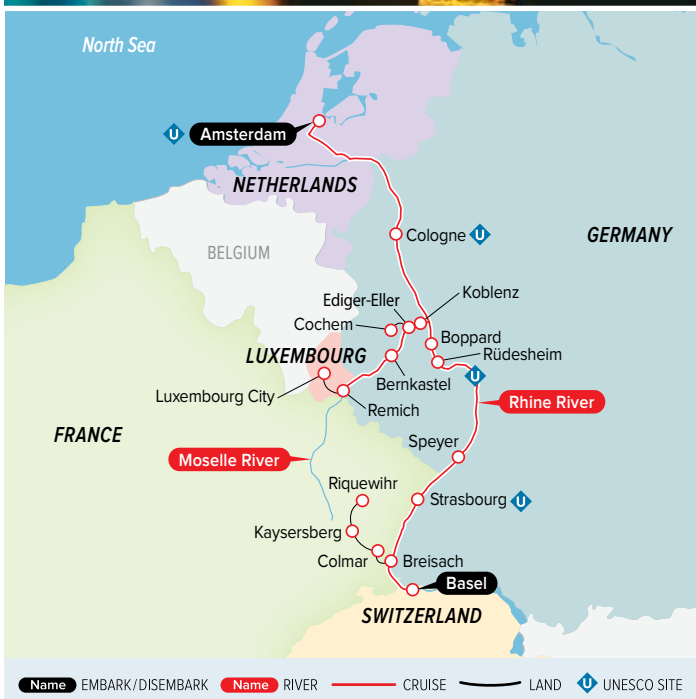 North Sea
U Amsterdam
NETHERLANDS
Cologne U
GERMANY
BELGIUM
Koblenz
Ediger-Eller
Cochem
Boppard
Rüdesheim
LUXEMBOURG
U
Bernkastel
Luxembourg City
Remich
Rhine River
FRANCE
Speyer
Moselle River
Riquewihr
Strasbourg U
Kaysersberg
Colmar
Breisach
Basel
SWITZERLAND
Name EMBARK/DISEMBARK Name RIVER CRUISE LAND U UNESCO SITE